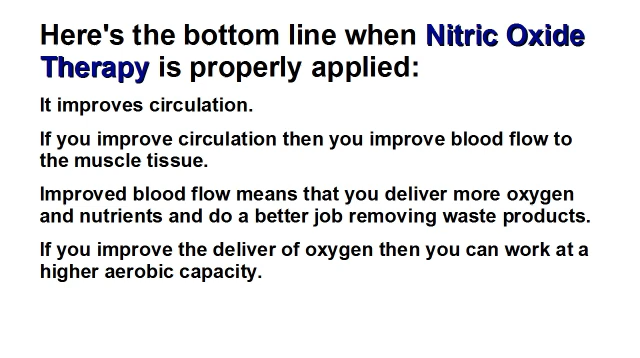 Here's the bottom line when Nitric Oxide
Therapy is properly applied:
It improves circulation.
If you improve circulation then you improve blood flow to
the muscle tissue.
Improved blood flow means that you deliver more oxygen
and nutrients and do a better job removing waste products.
If you improve the deliver of oxygen then you can work at a
higher aerobic capacity.